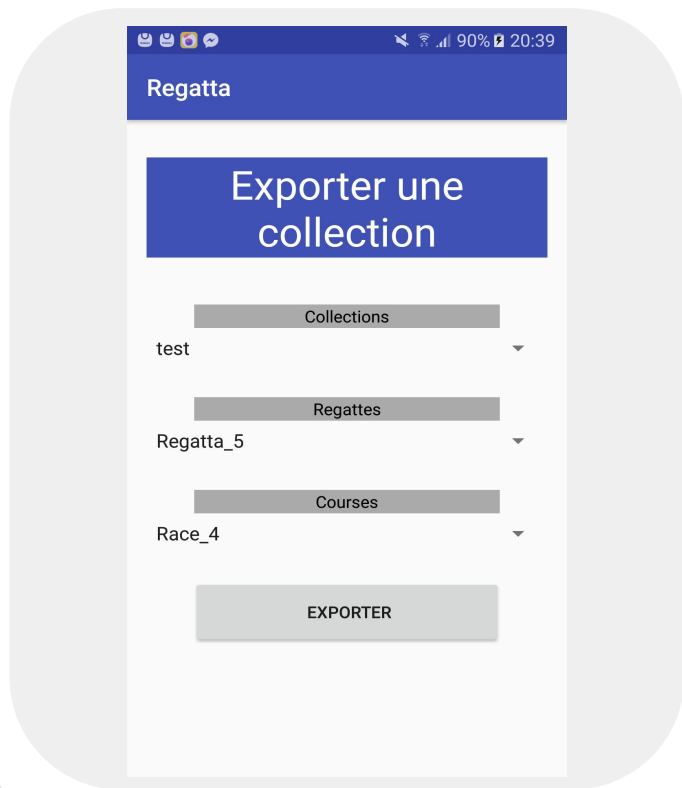 90% 20:39
Regatta
Exporter une
collection
Collections
test
Regattes
Regatta_5
Courses
Race_4
EXPORTER